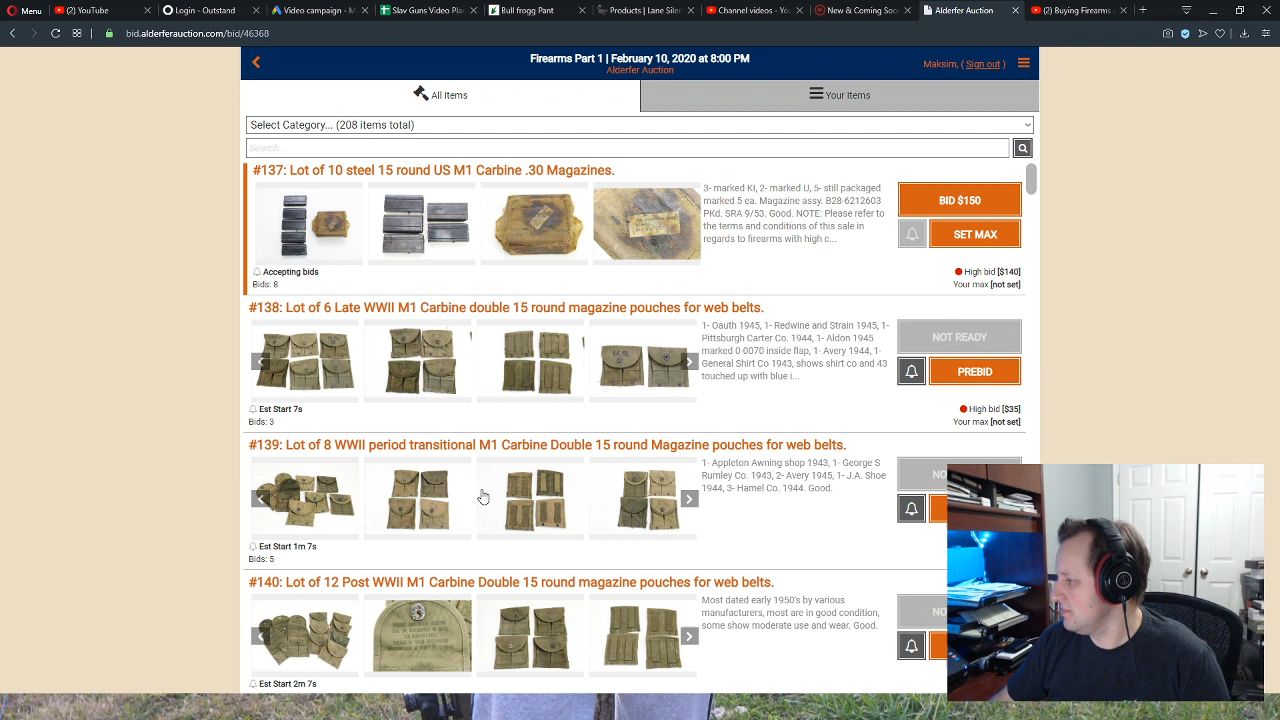 Menu
(2) YouTube
Login - Outstand
Video campaign - M
Slav Guns Video Plac
Bull frogg Pant
Products | Lane Silen
Channel videos - Yo
New & Coming Soo
Alderfer Auction
(2) Buying Firearms
bid.alderferauction.com/bid/46368
Firearms Part 1 | February 10, 2020 at 8:00 PM
Alderfer Auction
Maksim, ( Sign out )
All Items
Your Items
Select Category... (208 items total)
Search...
#137: Lot of 10 steel 15 round US M1 Carbine .30 Magazines.
3- marked KI, 2- marked U, 5- still packaged
marked 5 ea. Magazine assy. B28-6212603
PKd. SRA 9/53. Good. NOTE: Please refer to
the terms and conditions of this sale in
regards to firearms with high c...
BID $150
SET MAX
Accepting bids
Bids: 8
High bid [$140]
Your max [not set]
#138: Lot of 6 Late WWII M1 Carbine double 15 round magazine pouches for web belts.
1- Oauth 1945, 1- Redwine and Strain 1945, 1-
Pittsburgh Carter Co. 1944, 1- Aldon 1945
marked 0-0070 inside flap, 1- Avery 1944, 1-
General Shirt Co 1943, shows shirt co and 43
touched up with blue i...
NOT READY
PREBID
U.S.
Est Start 7s
Bids: 3
High bid [$35]
Your max [not set]
#139: Lot of 8 WWII period transitional M1 Carbine Double 15 round Magazine pouches for web belts.
1- Appleton Awning shop 1943, 1- George S
Rumley Co. 1943, 2- Avery 1945, 1- J.A. Shoe
1944, 3- Hamel Co. 1944. Good.
NO
Est Start 1m 7s
Bids: 5
#140: Lot of 12 Post WWII M1 Carbine Double 15 round magazine pouches for web belts.
Most dated early 1950's by various
manufacturers, most are in good condition,
some show moderate use and wear. Good.
NO
Est Start 2m 7s